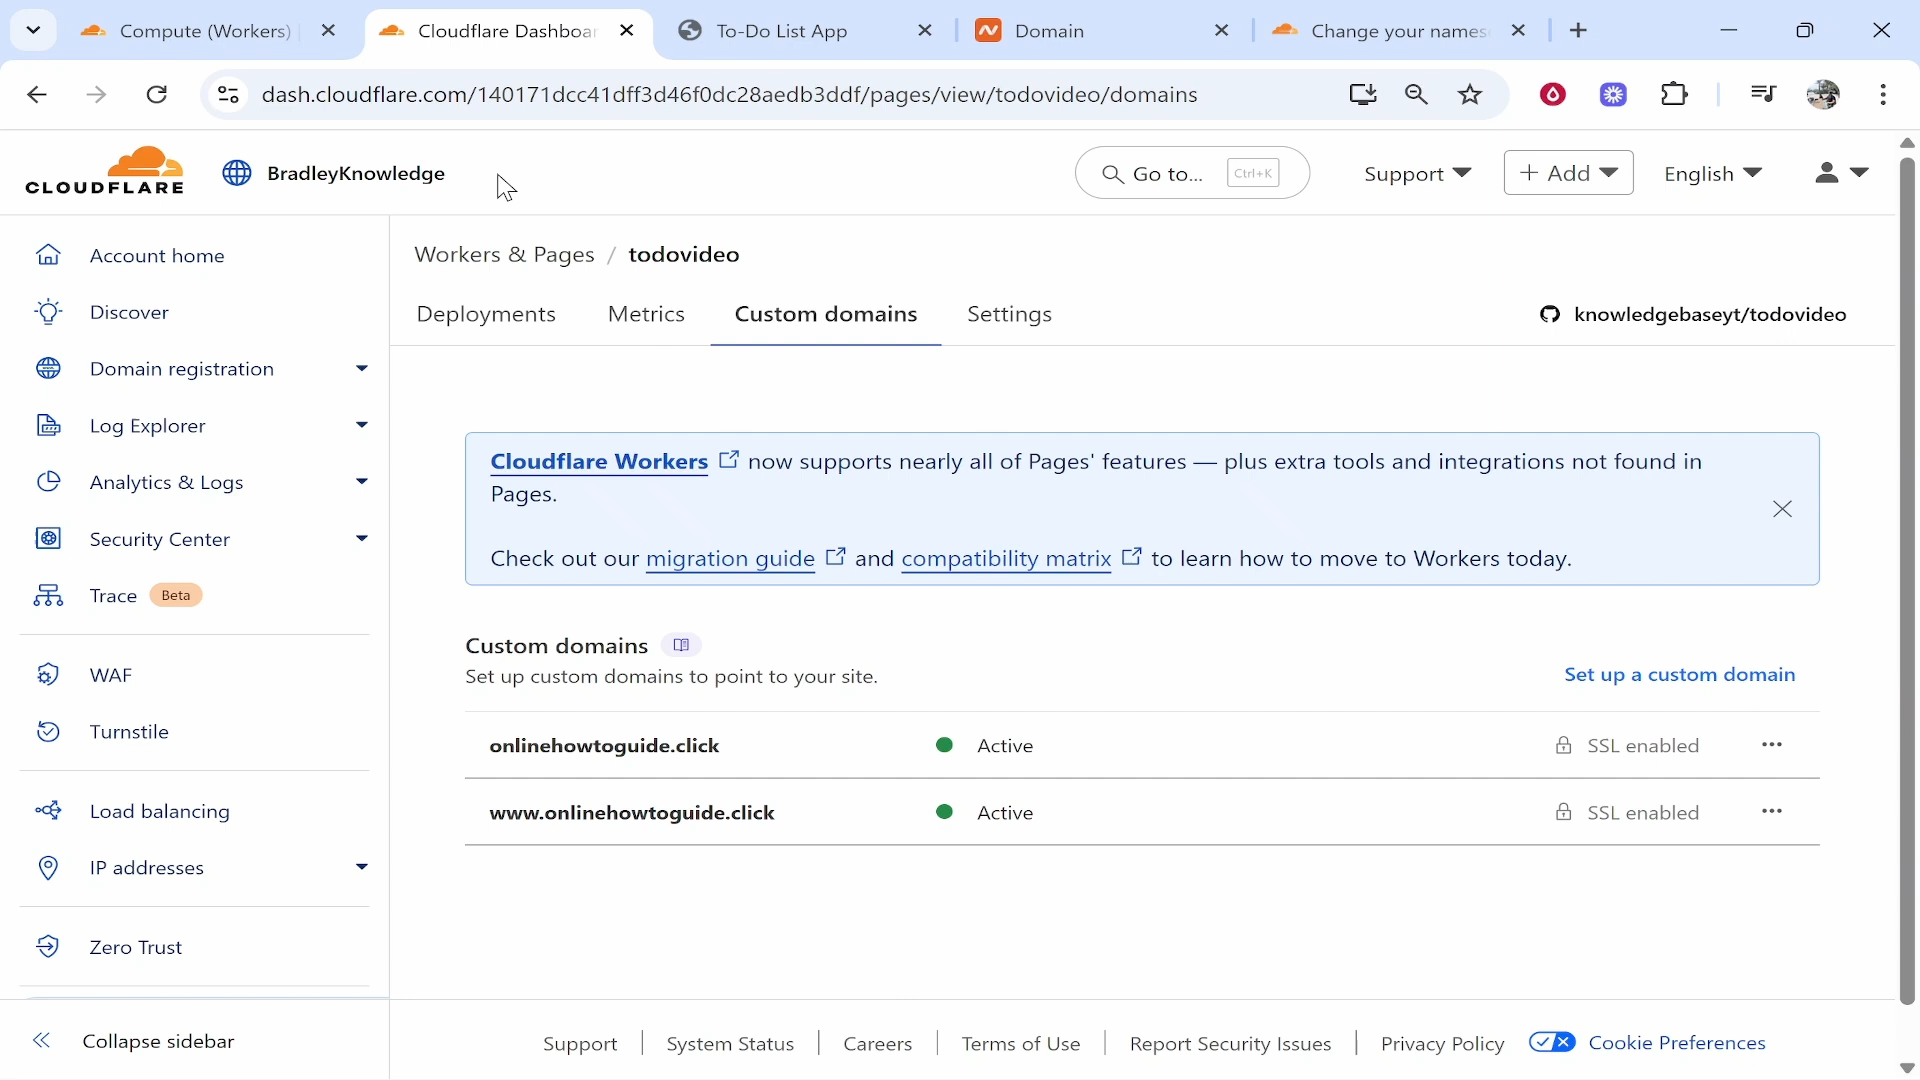 Compute (Workers)
Cloudflare Dashboar
To-Do List App
Domain
Change your names
dash.cloudflare.com/140171dcc41dff3d46f0dc28aedb3ddf/pages/view/todovideo/domains
CLOUDFLARE
BradleyKnowledge
Go to...
Ctrl+K
Support
+ Add
English
Account home
Discover
Domain registration
Log Explorer
Analytics & Logs
Security Center
Trace Beta
WAF
Turnstile
Load balancing
IP addresses
Zero Trust
Collapse sidebar
Workers & Pages / todovideo
Deployments
Metrics
Custom domains
Settings
knowledgebaseyt/todovideo
Cloudflare Workers now supports nearly all of Pages' features — plus extra tools and integrations not found in
Pages.
Check out our migration guide and compatibility matrix to learn how to move to Workers today.
Custom domains
Set up custom domains to point to your site.
Set up a custom domain
onlinehowtoguide.click Active SSL enabled
www.onlinehowtoguide.click Active SSL enabled
Support
System Status
Careers
Terms of Use
Report Security Issues
Privacy Policy
Cookie Preferences